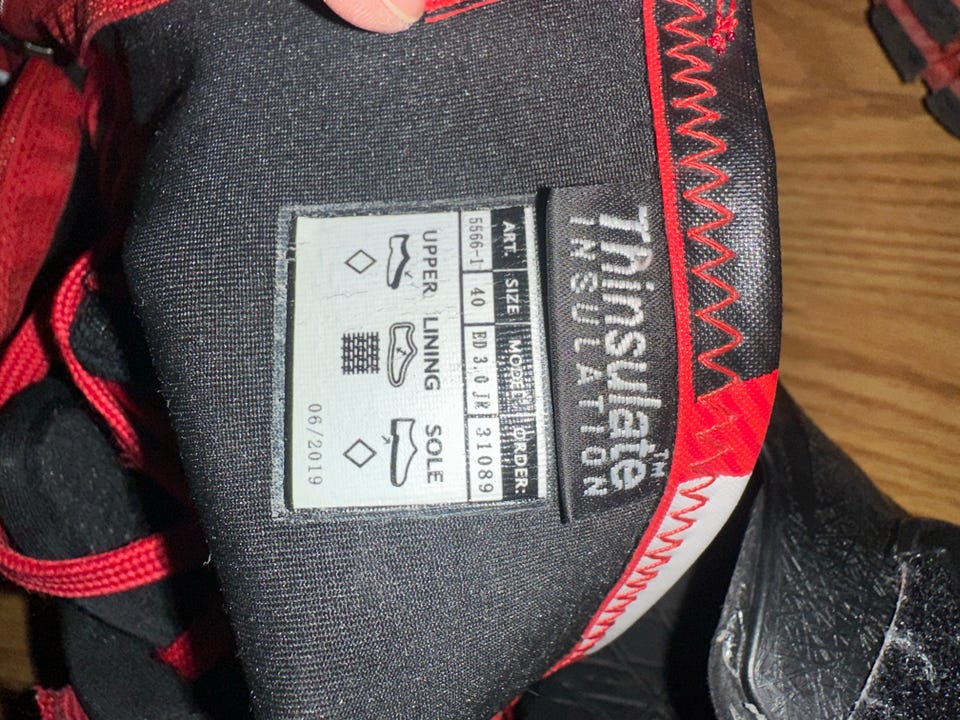 Thinsulate™
INSULATION
ART. SIZE MODEL ORDER:
5566-1 40 ED 3.0 JR 31089
UPPER LINING SOLE
06/2019